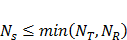 N_s ≤ min(N_T, N_R)